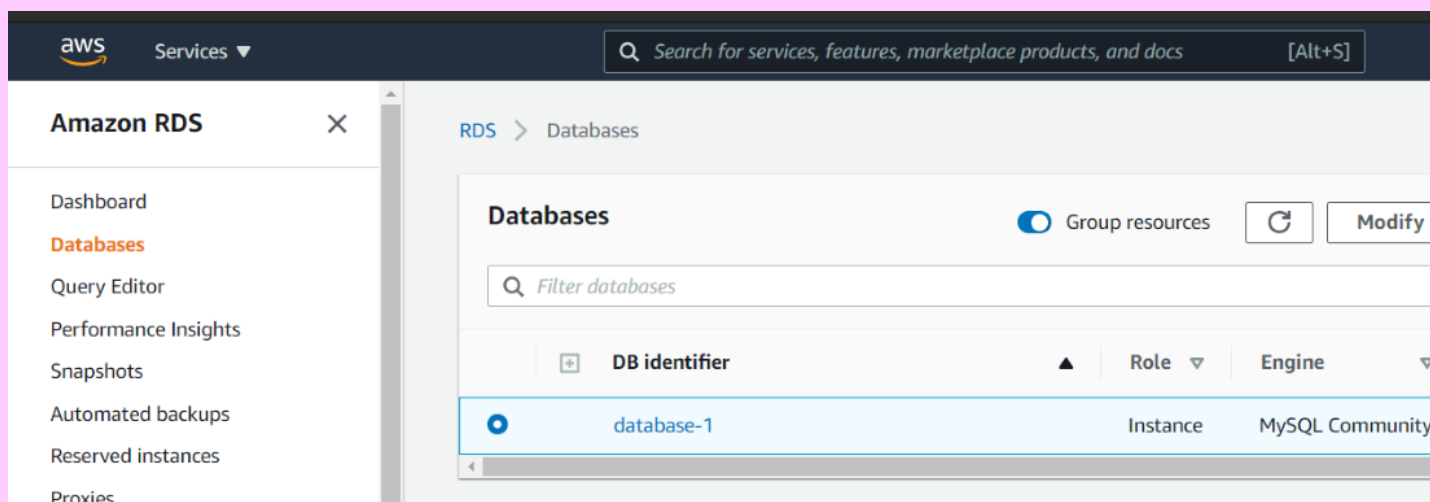 aws Services ▼ Search for services, features, marketplace products, and docs [Alt+S]
Amazon RDS
Dashboard
Databases
Query Editor
Performance Insights
Snapshots
Automated backups
Reserved instances
Proxies
RDS > Databases
Databases Group resources Modify
Filter databases
DB identifier Role Engine
database-1 Instance MySQL Community